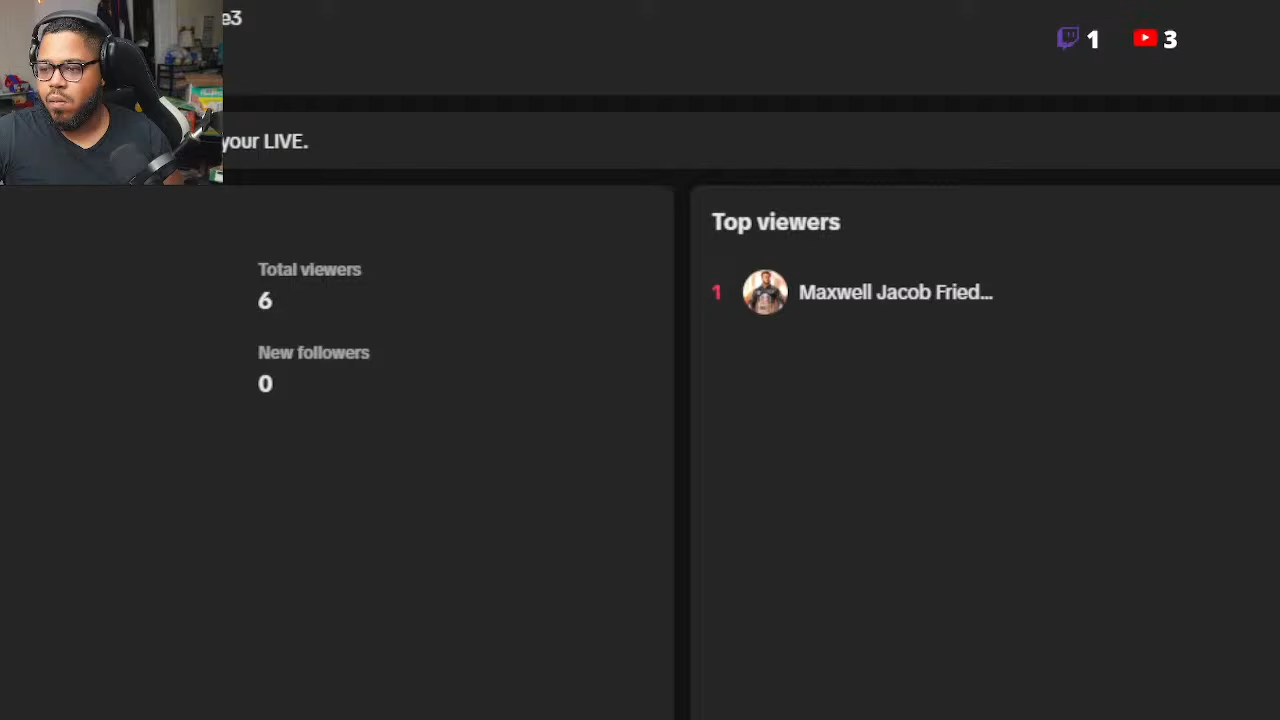 e3
1
3
your LIVE.
Total viewers
6
New followers
0
Top viewers
1
Maxwell Jacob Fried...